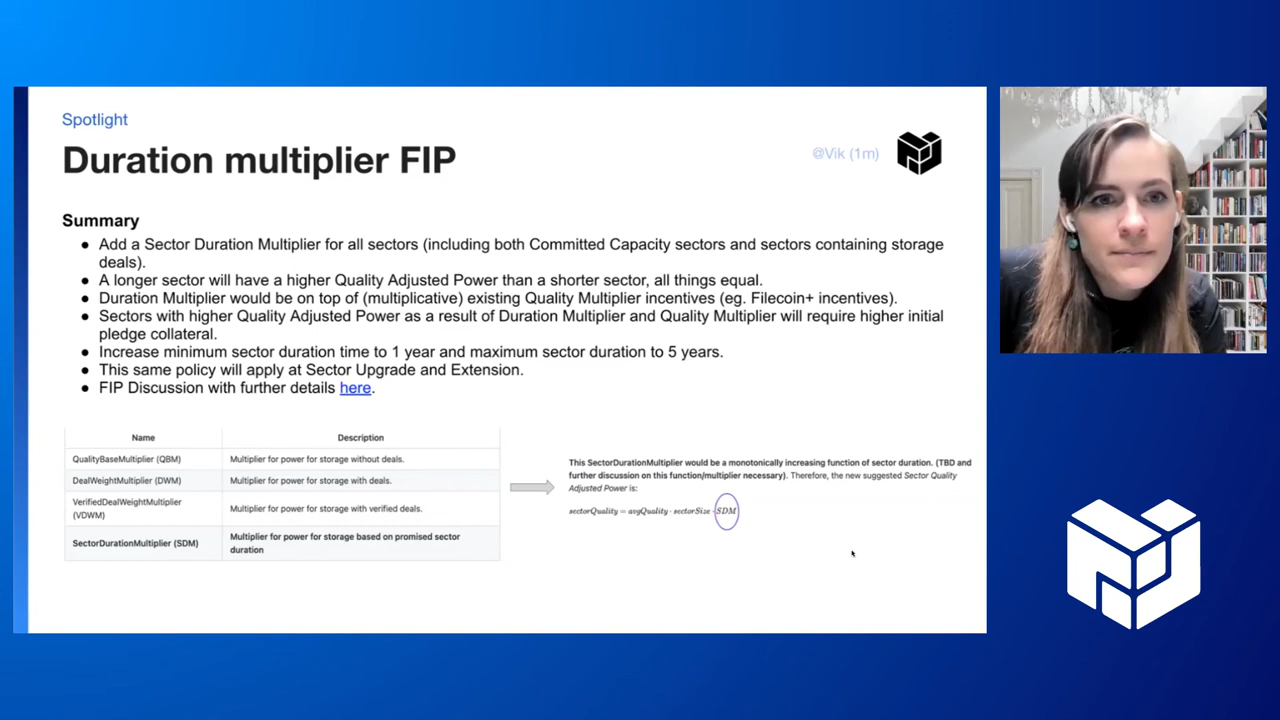 Spotlight
Duration multiplier FIP
@Vik (1m)
Summary
● Add a Sector Duration Multiplier for all sectors (including both Committed Capacity sectors and sectors containing storage
deals).
● A longer sector will have a higher Quality Adjusted Power than a shorter sector, all things equal.
● Duration Multiplier would be on top of (multiplicative) existing Quality Multiplier incentives (eg. Filecoin+ incentives).
● Sectors with higher Quality Adjusted Power as a result of Duration Multiplier and Quality Multiplier will require higher initial
pledge collateral.
● Increase minimum sector duration time to 1 year and maximum sector duration to 5 years.
● This same policy will apply at Sector Upgrade and Extension.
● FIP Discussion with further details here.
Name Description
QualityBaseMultiplier (QBM) Multiplier for power for storage without deals.
DealWeightMultiplier (DWM) Multiplier for power for storage with deals.
VerifiedDealWeightMultiplier
(VDWM) Multiplier for power for storage with verified deals.
SectorDurationMultiplier (SDM) Multiplier for power for storage based on promised sector
duration
This SectorDurationMultiplier would be a monotonically increasing function of sector duration. (TBD and
further discussion on this function/multiplier necessary). Therefore, the new suggested Sector Quality
Adjusted Power is:
sectorQuality = avgQuality · sectorSize · SDM